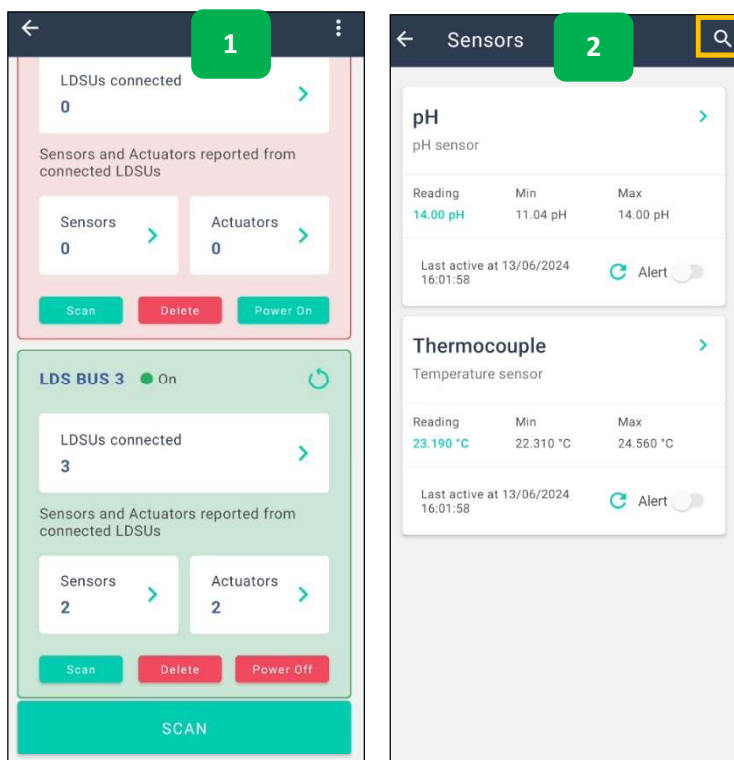 1
LDSUs connected
0
Sensors and Actuators reported from
connected LDSUs
Sensors
0
Actuators
0
Scan
Delete
Power On
LDS BUS 3
On
LDSUs connected
3
Sensors and Actuators reported from
connected LDSUs
Sensors
2
Actuators
2
Scan
Delete
Power Off
SCAN
Sensors
2
pH
pH sensor
Reading Min Max
14.00 pH 11.04 pH 14.00 pH
Last active at 13/06/2024
16:01:58
Alert
Thermocouple
Temperature sensor
Reading Min Max
23.190 °C 22.310 °C 24.560 °C
Last active at 13/06/2024
16:01:58
Alert